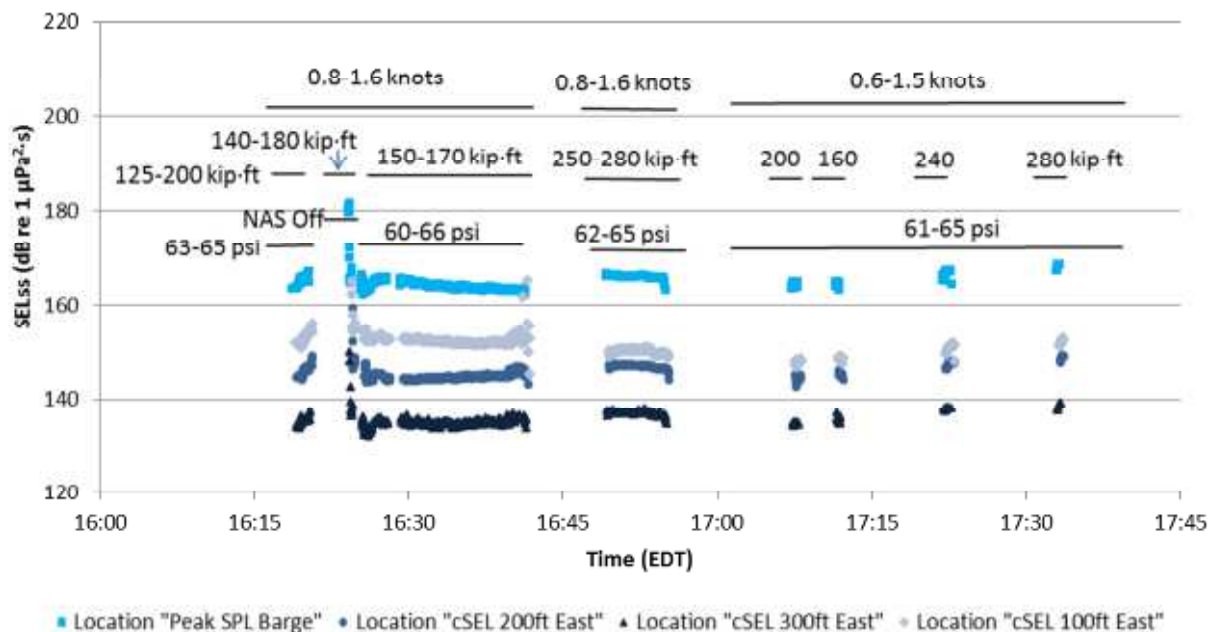 220
0.8-1.6 knots 0.8-1.6 knots 0.6-1.5 knots
200
140-180 kip·ft
150-170 kip·ft 250-280 kip·ft 200 160 240 280 kip·ft
125-200 kip·ft
180
NAS Off
63-65 psi 60-66 psi 62-65 psi 61-65 psi
160
140
120
SELss (dB re 1 µPa²·s)
16:00 16:15 16:30 16:45 17:00 17:15 17:30 17:45
Time (EDT)
Location "Peak SPL Barge" Location "cSEL 200ft East" Location "cSEL 300ft East" Location "cSEL 100ft East"